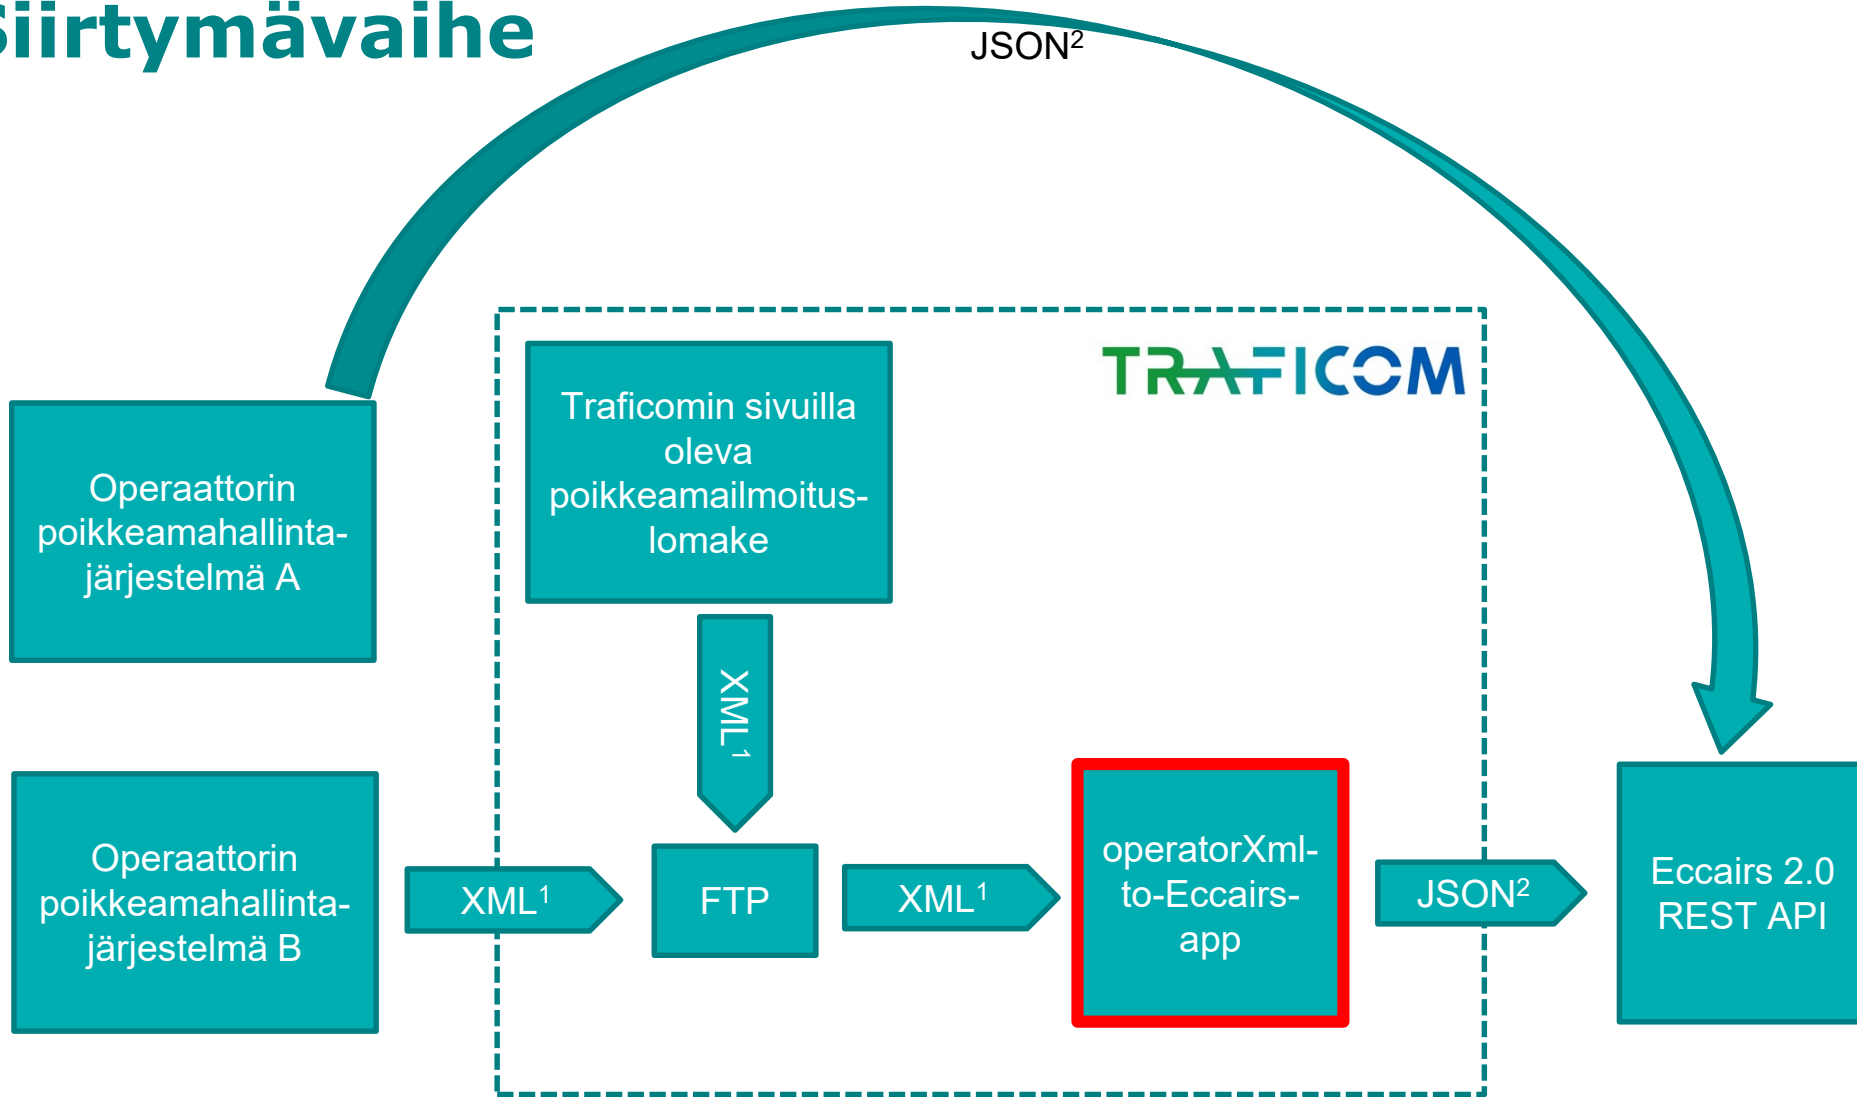 Siirtymävaihe
JSON²
TRAFICOM
Traficomin sivuilla
oleva
poikkeamailmoitus-
lomake
Operaattorin
poikkeamahallinta-
järjestelmä A
XML¹
Operaattorin
poikkeamahallinta-
järjestelmä B
XML¹
FTP
XML¹
operatorXml-
to-Eccairs-
app
JSON²
Eccairs 2.0
REST API